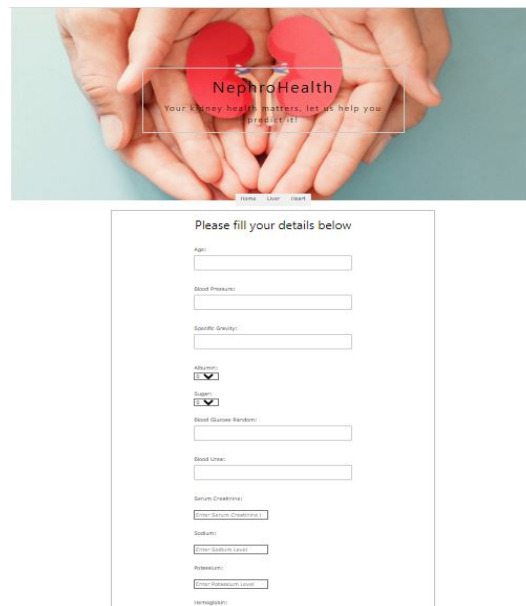 NephroHealth
Your kidney health matters, let us help you
predict it!
Home Liver Heart
Please fill your details below
Age:
Blood Pressure:
Specific Gravity:
Albumin:
0
Sugar:
0
Blood Glucose Random:
Blood Urea:
Serum Creatinine:
Enter Serum Creatinine l
Sodium:
Enter Sodium Level
Potassium:
Enter Potassium Level
Hemoglobin: